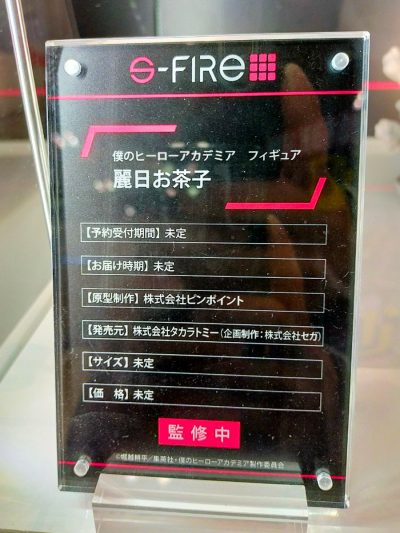 S-FIRE
僕のヒーローアカデミア　フィギュア
麗日お茶子
【予約受付期間】未定
【お届け時期】未定
【原型制作】株式会社ピンポイント
【発売元】株式会社タカラトミー（企画制作：株式会社セガ）
【サイズ】未定
【価　格】未定
監修中
©堀越耕平／集英社・僕のヒーローアカデミア製作委員会